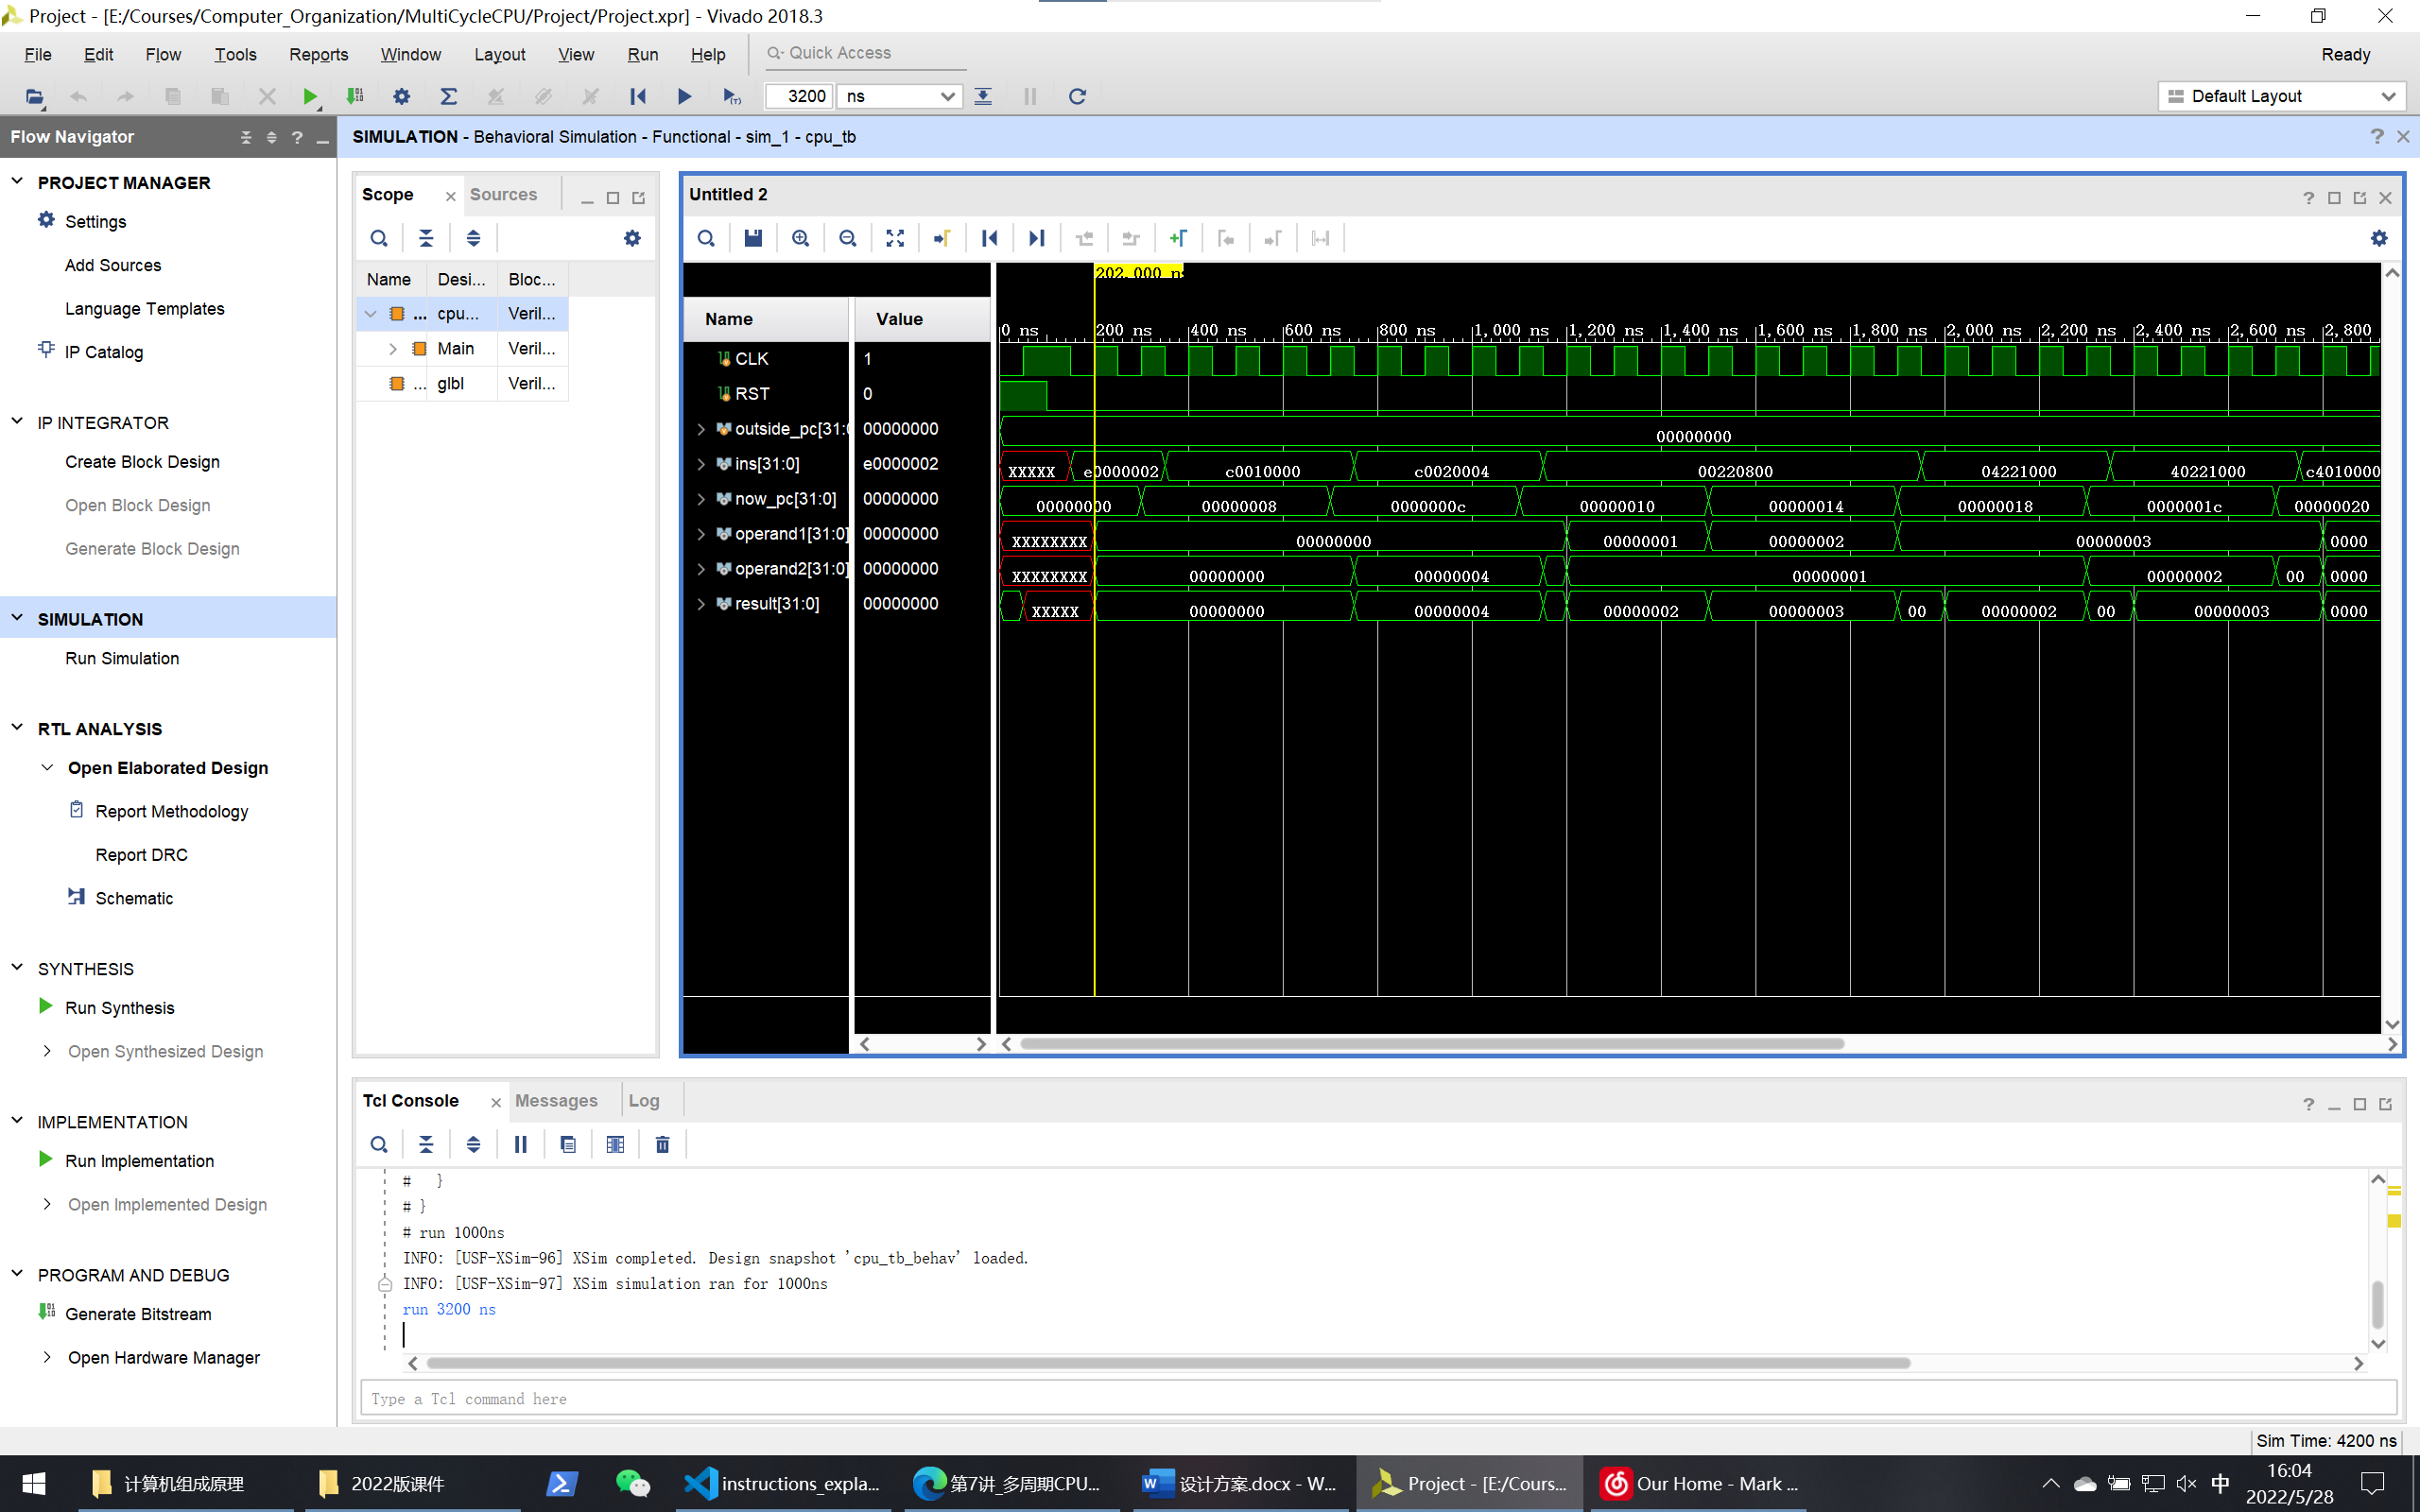 Project - [E:/Courses/Computer_Organization/MultiCycleCPU/Project/Project.xpr] - Vivado 2018.3
File Edit Flow Tools Reports Window Layout View Run Help Quick Access Ready
3200 ns Default Layout
Flow Navigator
SIMULATION - Behavioral Simulation - Functional - sim_1 - cpu_tb
PROJECT MANAGER
Settings
Add Sources
Language Templates
IP Catalog
IP INTEGRATOR
Create Block Design
Open Block Design
Generate Block Design
SIMULATION
Run Simulation
RTL ANALYSIS
Open Elaborated Design
Report Methodology
Report DRC
Schematic
SYNTHESIS
Run Synthesis
Open Synthesized Design
IMPLEMENTATION
Run Implementation
Open Implemented Design
PROGRAM AND DEBUG
Generate Bitstream
Open Hardware Manager
Scope Sources
Name Desi... Bloc...
... cpu... Veril...
Main Veril...
... glbl Veril...
Untitled 2
202,000 ns
Name Value
0 ns 200 ns 400 ns 600 ns 800 ns 1,000 ns 1,200 ns 1,400 ns 1,600 ns 1,800 ns 2,000 ns 2,200 ns 2,400 ns 2,600 ns 2,800
CLK 1
RST 0
outside_pc[31:0 00000000 00000000
ins[31:0] e0000002 XXXXX e0000002 c0010000 c0020004 00220800 04221000 40221000 c4010000
now_pc[31:0] 00000000 00000000 00000008 0000000c 00000010 00000014 00000018 0000001c 00000020
operand1[31:0] 00000000 XXXXXXXX 00000000 00000001 00000002 00000003 0000
operand2[31:0] 00000000 XXXXXXXX 00000000 00000004 00000001 00000002 00 0000
result[31:0] 00000000 XXXXX 00000000 00000004 00000002 00000003 00 00000002 00 00000003 0000
Tcl Console Messages Log
# }
# }
# run 1000ns
INFO: [USF-XSim-96] XSim completed. Design snapshot 'cpu_tb_behav' loaded.
INFO: [USF-XSim-97] XSim simulation ran for 1000ns
run 3200 ns
Type a Tcl command here
Sim Time: 4200 ns
计算机组成原理 2022版课件 instructions_expla... 第7讲_多周期CPU... 设计方案.docx - W... Project - [E:/Cours... Our Home - Mark ... 中 16:04
2022/5/28